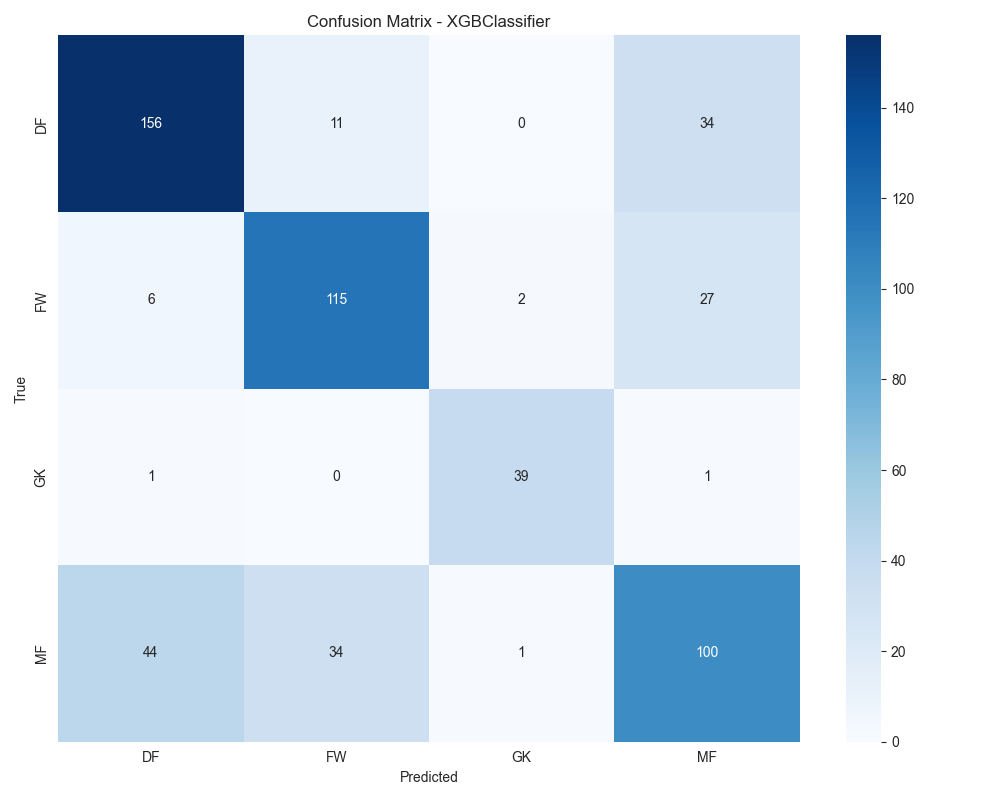 Confusion Matrix - XGBClassifier
DF 156 11 0 34
FW 6 115 2 27
GK 1 0 39 1
MF 44 34 1 100
DF FW GK MF
Predicted
True
140
120
100
80
60
40
20
0